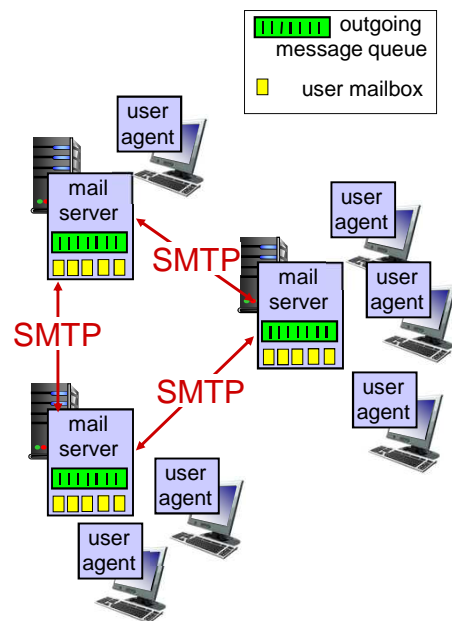 outgoing
message queue
user mailbox
user
agent
mail
server
SMTP
user
agent
mail
server
user
agent
SMTP
SMTP
user
agent
mail
server
user
agent
user
agent